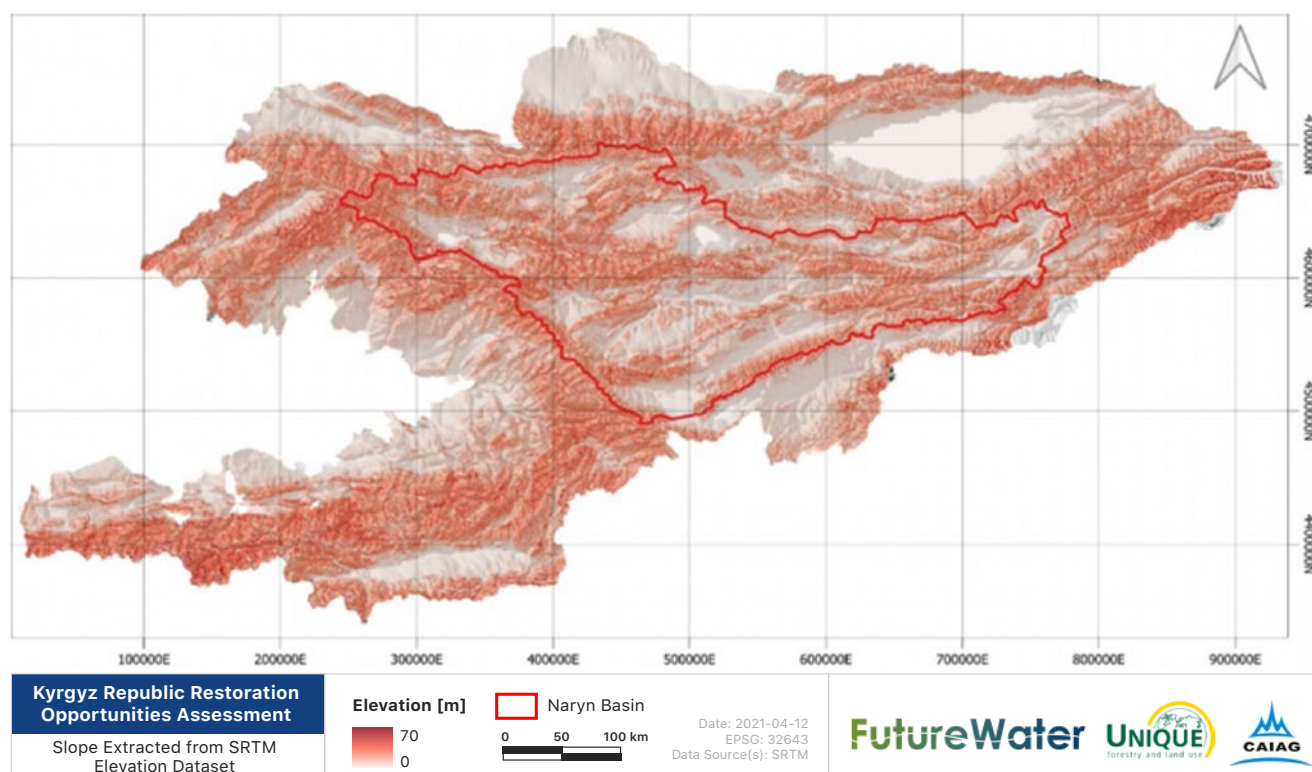 100000E
200000E
300000E
400000E
500000E
600000E
700000E
800000E
900000E
Kyrgyz Republic Restoration
Opportunities Assessment
Slope Extracted from SRTM
Elevation Dataset
Elevation [m]
70
0
Naryn Basin
0 50 100 km
Date: 2021-04-12
EPSG: 32643
Data Source(s): SRTM
FutureWater
UNIQUE
forestry and land use
CAIAG